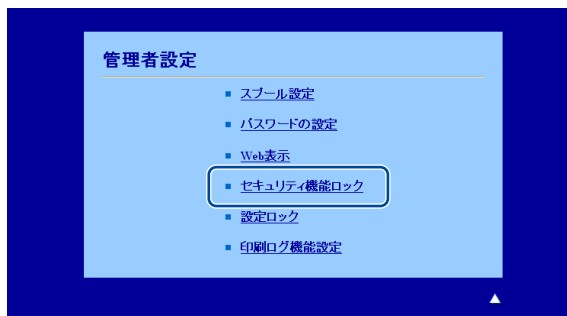 管理者設定
スプール設定
パスワードの設定
Web表示
セキュリティ機能ロック
設定ロック
印刷ログ機能設定